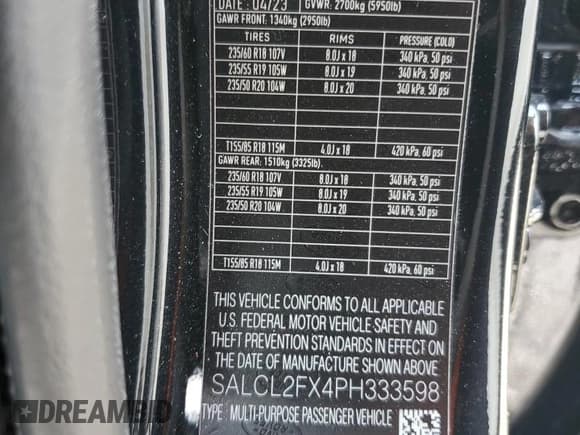 DATE: 04/23 GVWR: 2700kg (5950lb)
GAWR FRONT: 1340kg (2950lb)
TIRES RIMS PRESSURE (COLD)
235/60 R18 107V 8.0J x 18 340 kPa, 50 psi
235/55 R19 105W 8.0J x 19 340 kPa, 50 psi
235/50 R20 104W 8.0J x 20 340 kPa, 50 psi
T155/85 R18 115M 4.0J x 18 420 kPa, 60 psi
GAWR REAR: 1510kg (3325lb)
235/60 R18 107V 8.0J x 18 340 kPa, 50 psi
235/55 R19 105W 8.0J x 19 340 kPa, 50 psi
235/50 R20 104W 8.0J x 20 340 kPa, 50 psi
T155/85 R18 115M 4.0J x 18 420 kPa, 60 psi
THIS VEHICLE CONFORMS TO ALL APPLICABLE
U.S. FEDERAL MOTOR VEHICLE SAFETY AND
THEFT PREVENTION STANDARDS IN EFFECT ON
THE DATE OF MANUFACTURE SHOWN ABOVE
SALCL2FX4PH333598
TYPE MULTI-PURPOSE PASSENGER VEHICLE
DREAMBID